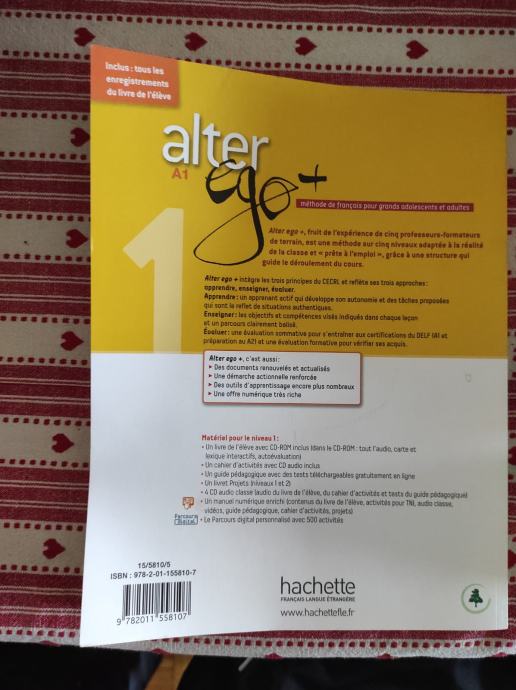 Inclus : tous les
enregistrements
du livre de l'élève
alter
A1
ego +
méthode de français pour grands adolescents et adultes
1
Alter ego +, fruit de l'expérience de cinq professeurs-formateurs
de terrain, est une méthode sur cinq niveaux adaptée à la réalité
de la classe et « prête à l'emploi », grâce à une structure qui
guide le déroulement du cours.
Alter ego + intègre les trois principes du CECRL et reflète ses trois approches :
apprendre, enseigner, évaluer.
Apprendre : un apprenant actif qui développe son autonomie et des tâches proposées
qui sont le reflet de situations authentiques.
Enseigner : les objectifs et compétences visés indiqués dans chaque leçon
et un parcours clairement balisé.
Évaluer : une évaluation sommative pour s'entraîner aux certifications du DELF (A1 et
préparation au A2) et une évaluation formative pour vérifier ses acquis.
Alter ego +, c'est aussi :
▸ Des documents renouvelés et actualisés
▸ Une démarche actionnelle renforcée
▸ Des outils d'apprentissage encore plus nombreux
▸ Une offre numérique très riche
Matériel pour le niveau 1 :
• Un livre de l'élève avec CD-ROM inclus (dans le CD-ROM : tout l'audio, carte et
lexique interactifs, autoévaluation)
• Un cahier d'activités avec CD audio inclus
• Un guide pédagogique avec des tests téléchargeables gratuitement en ligne
• Un livret Projets (niveaux 1 et 2)
• 4 CD audio classe (audio du livre de l'élève, du cahier d'activités et tests du guide pédagogique)
• Un manuel numérique enrichi (contenus du livre de l'élève, activités pour TNI, audio classe,
vidéos, guide pédagogique, cahier d'activités, projets)
• Le Parcours digital personnalisé avec 500 activités
Parcours
Digital
15/5810/5
ISBN : 978-2-01-155810-7
9 782011 558107
hachette
FRANÇAIS LANGUE ÉTRANGÈRE
www.hachettefle.fr